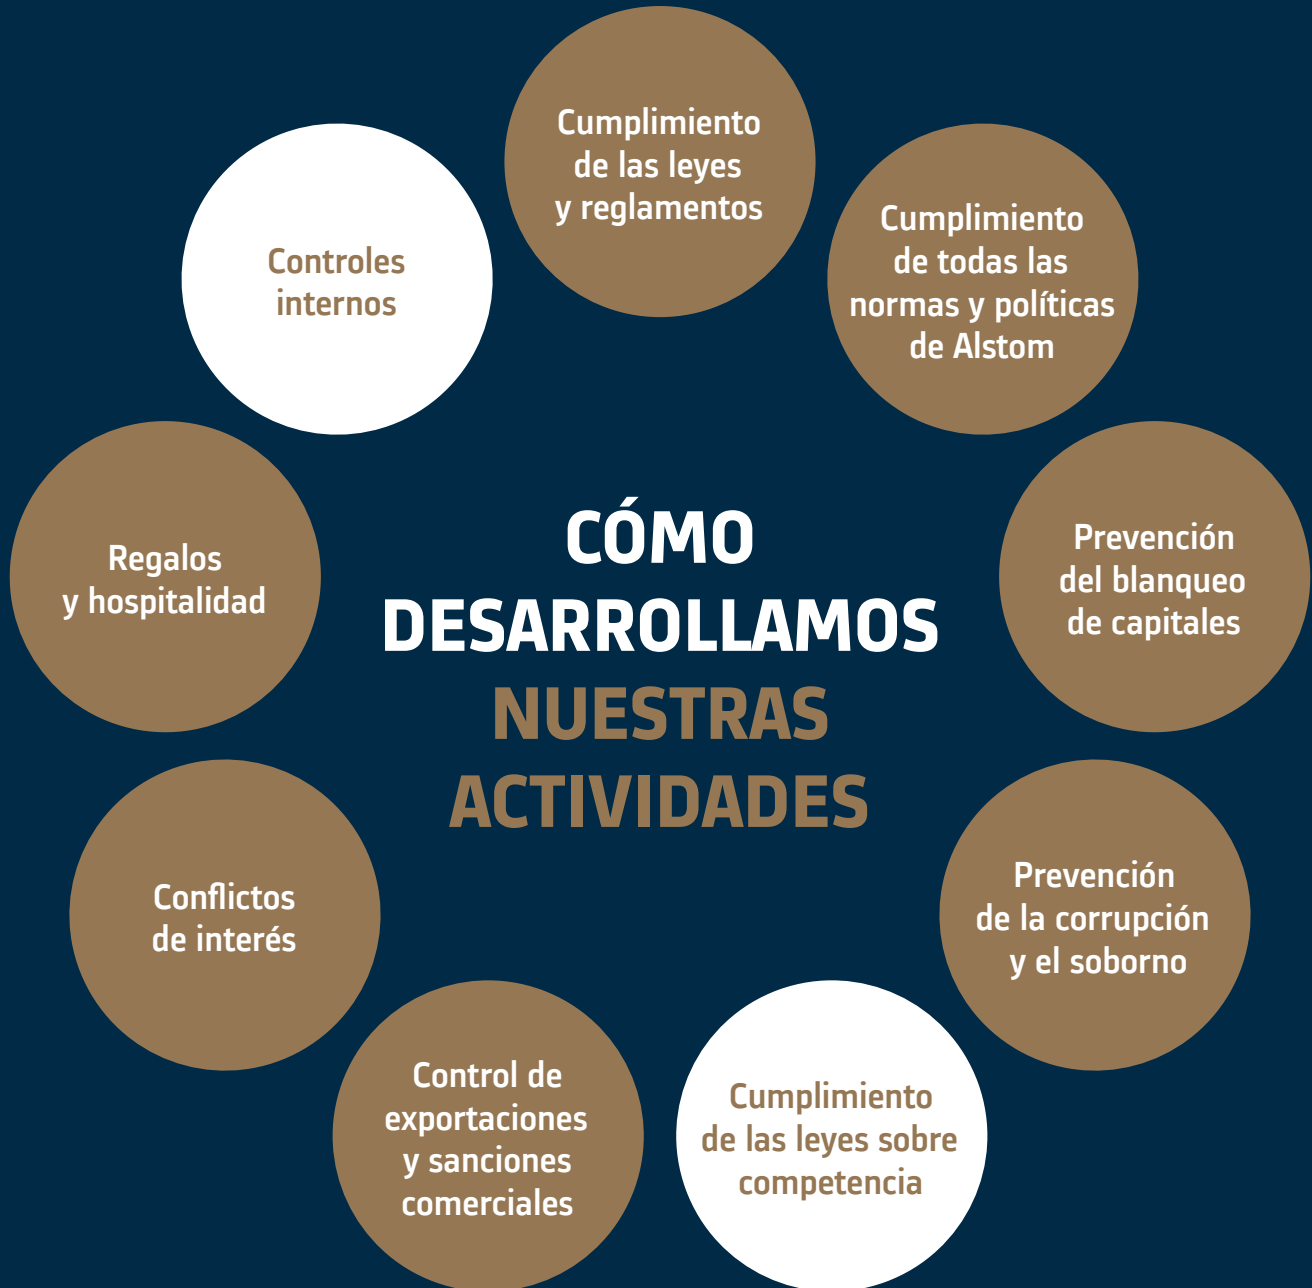 Cumplimiento
de las leyes
y reglamentos
Cumplimiento
de todas las
normas y políticas
de Alstom
Controles
internos
CÓMO
DESARROLLAMOS
NUESTRAS
ACTIVIDADES
Prevención
del blanqueo
de capitales
Regalos
y hospitalidad
Prevención
de la corrupción
y el soborno
Conflictos
de interés
Control de
exportaciones
y sanciones
comerciales
Cumplimiento
de las leyes sobre
competencia